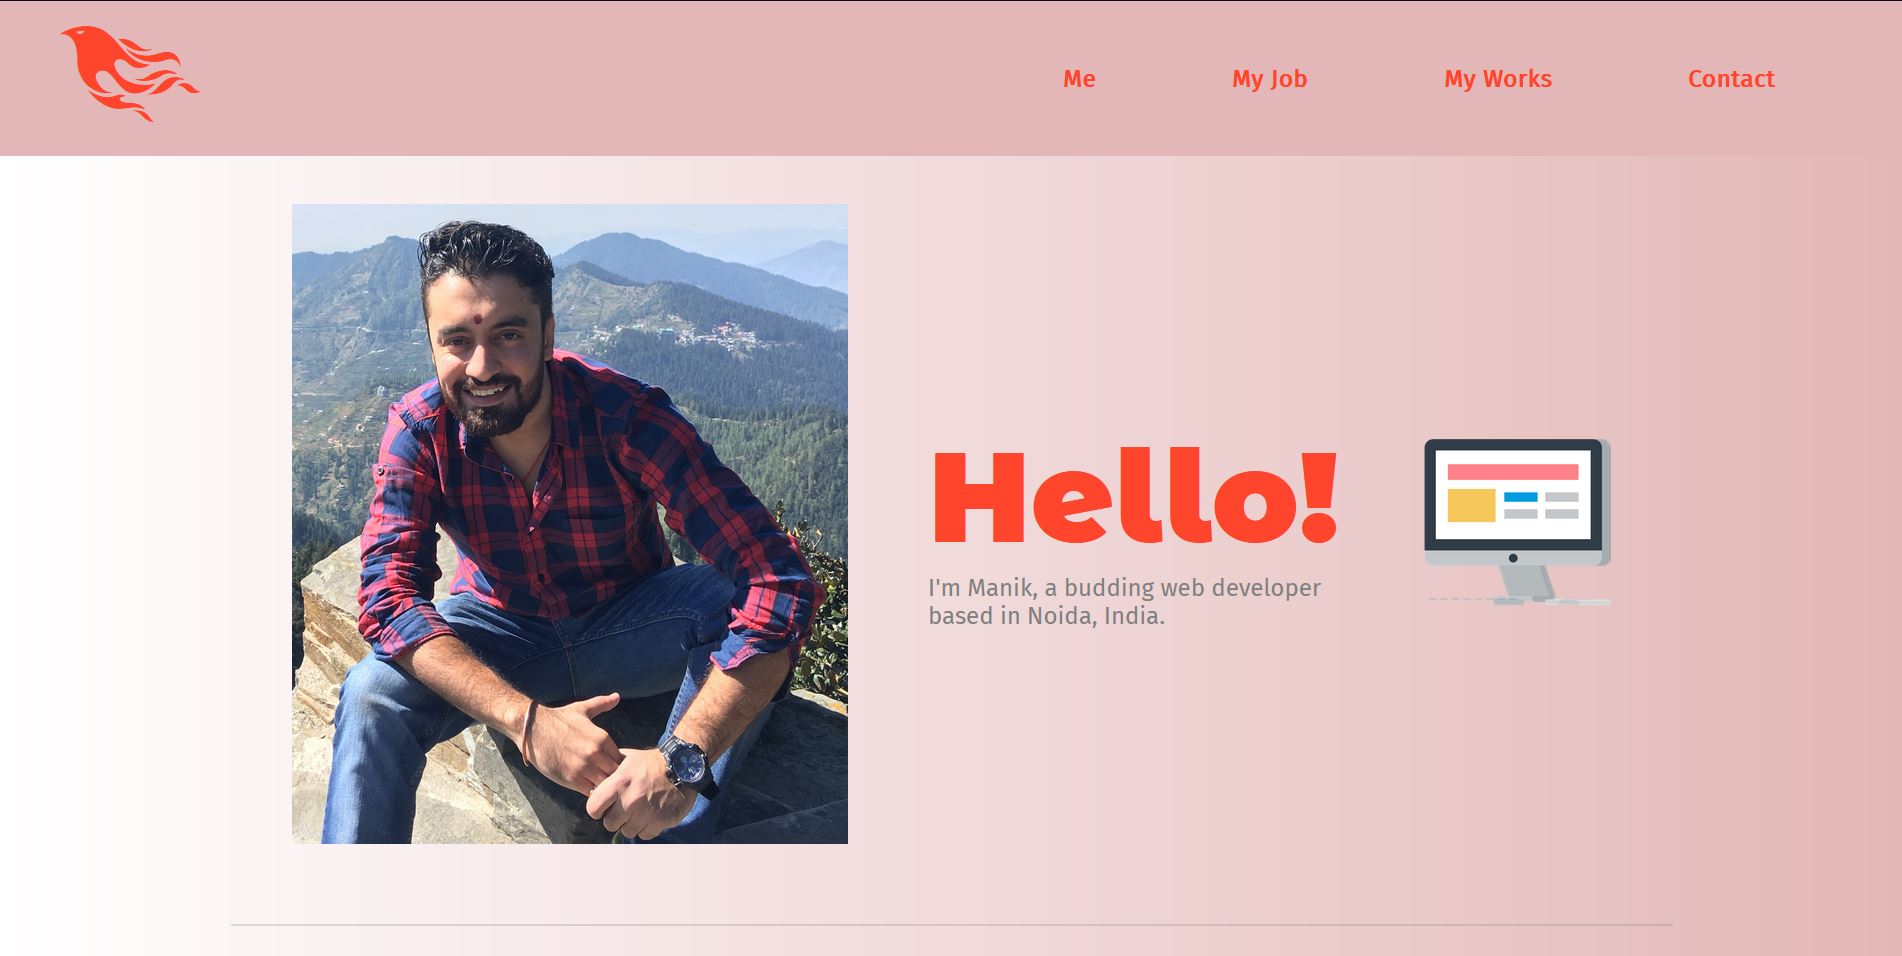 Me
My Job
My Works
Contact
Hello!
I'm Manik, a budding web developer
based in Noida, India.